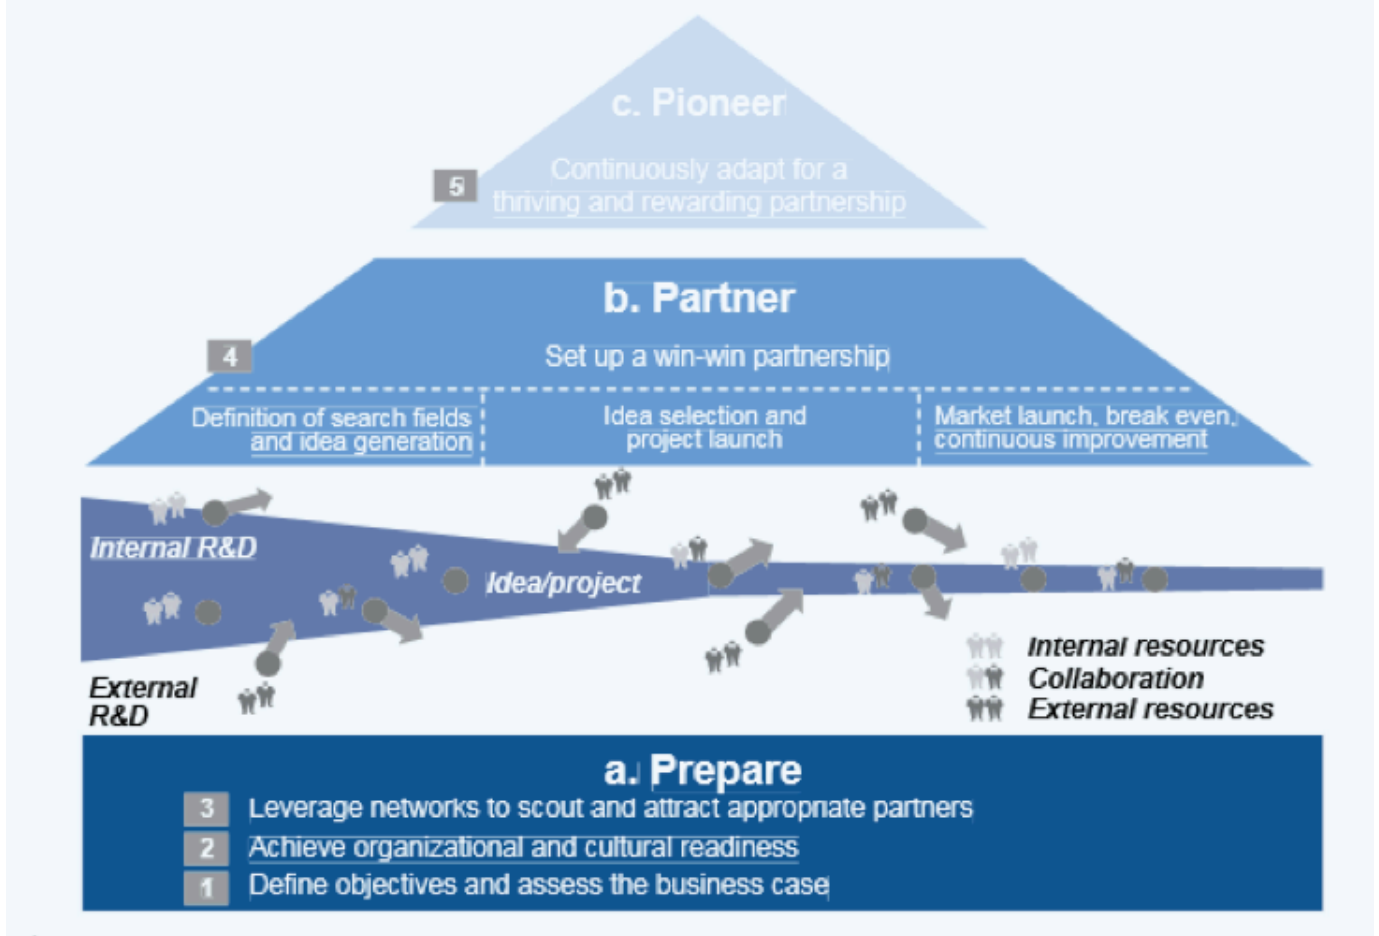 c. Pioneer
Continuously adapt for a
thriving and rewarding partnership
5
b. Partner
4
Set up a win-win partnership
Definition of search fields
and idea generation
Idea selection and
project launch
Market launch, break even,
continuous improvement
Internal R&D
Idea/project
External
R&D
Internal resources
Collaboration
External resources
a. Prepare
3 Leverage networks to scout and attract appropriate partners
2 Achieve organizational and cultural readiness
1 Define objectives and assess the business case